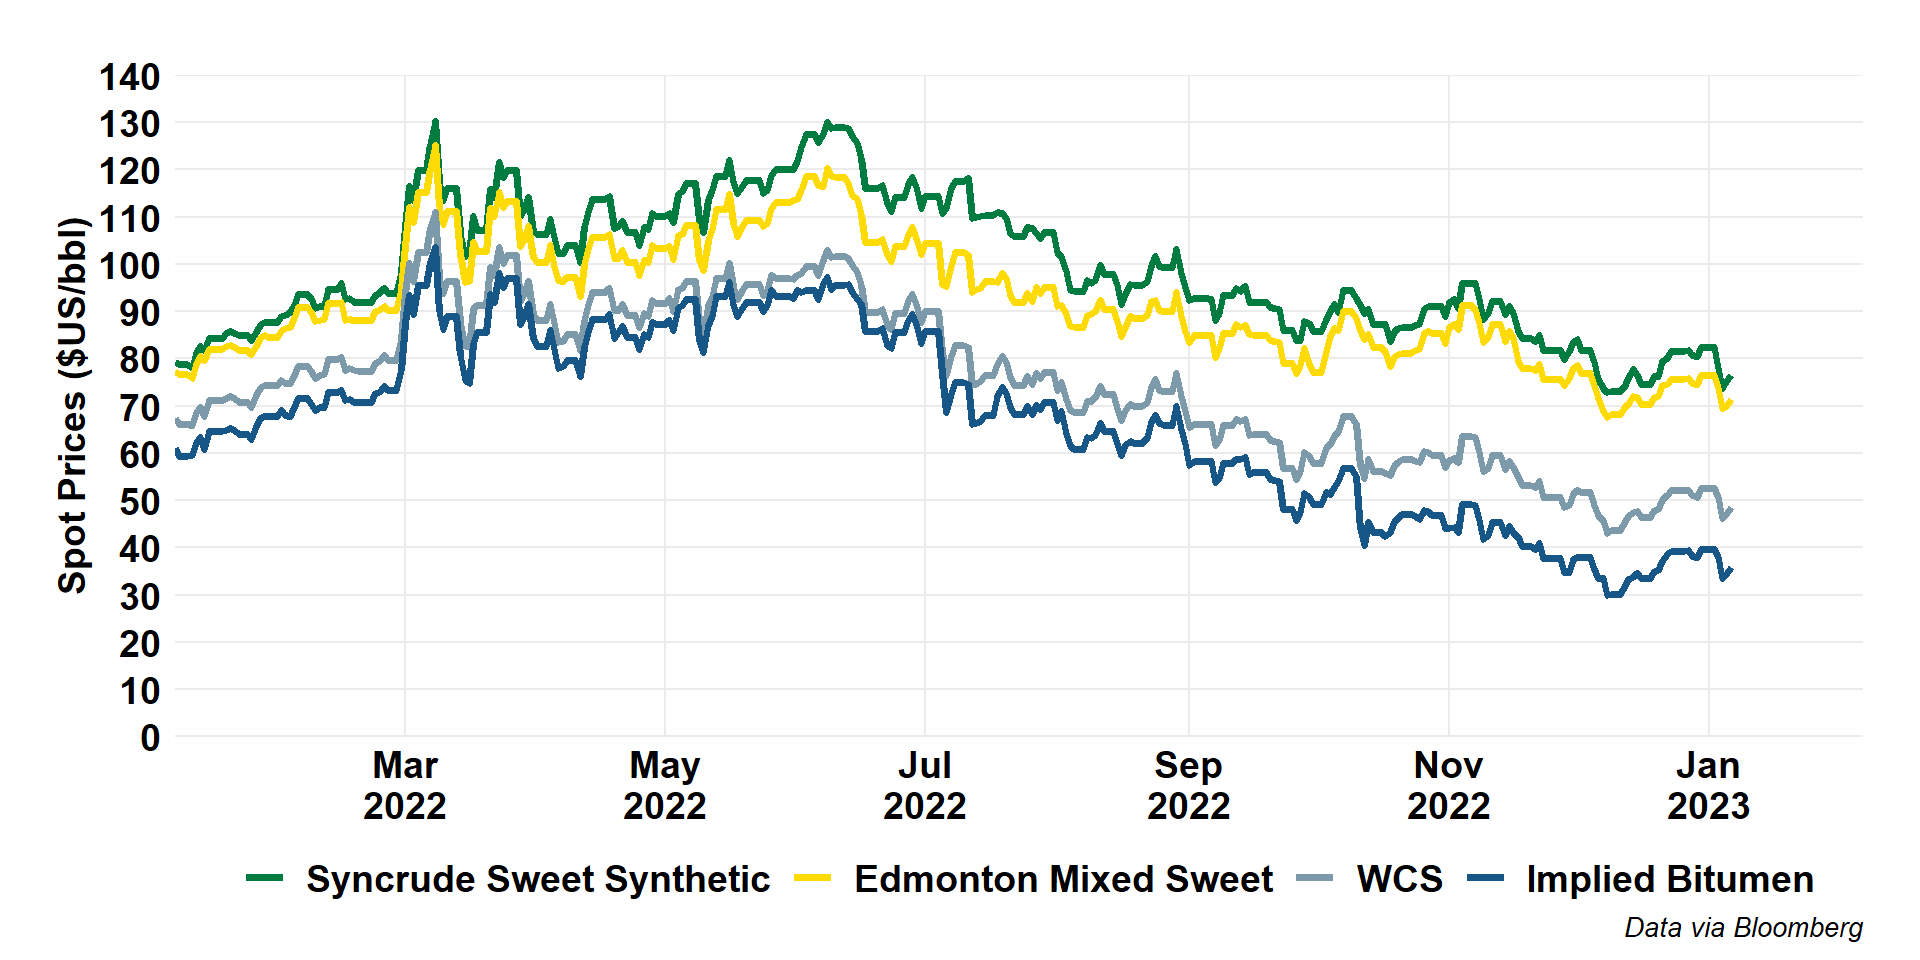 Spot Prices ($US/bbl)
140
130
120
110
100
90
80
70
60
50
40
30
20
10
0
Mar
2022
May
2022
Jul
2022
Sep
2022
Nov
2022
Jan
2023
Syncrude Sweet Synthetic
Edmonton Mixed Sweet
WCS
Implied Bitumen
Data via Bloomberg